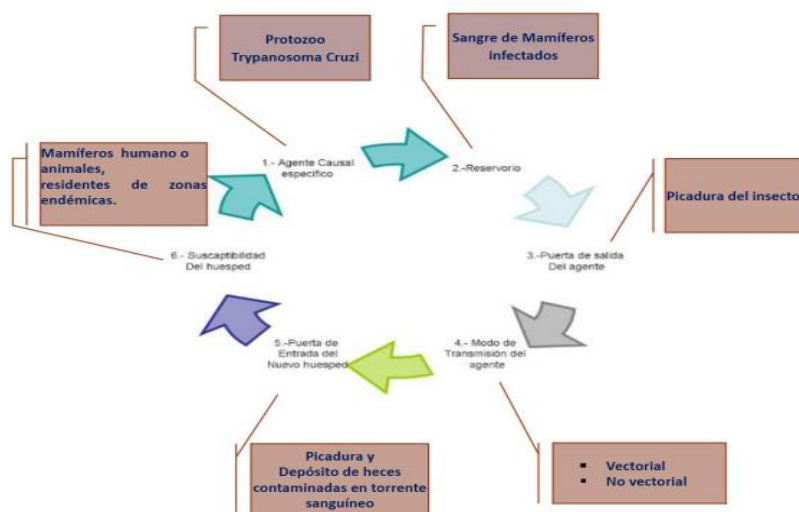 Protozoo
Trypanosoma Cruzi
Sangre de Mamíferos
infectados
1.- Agente Causal
especifico
2.-Reservorio
Picadura del insecto
3.-Puerta de salida
Del agente
4.- Modo de
Transmisión del
agente
▪ Vectorial
▪ No vectorial
5.-Puerta de
Entrada del
Nuevo huesped
Picadura y
Depósito de heces
contaminadas en torrente
sanguíneo
6.- Suscaptibilidad
Del huesped
Mamíferos humano o
animales,
residentes de zonas
endémicas.